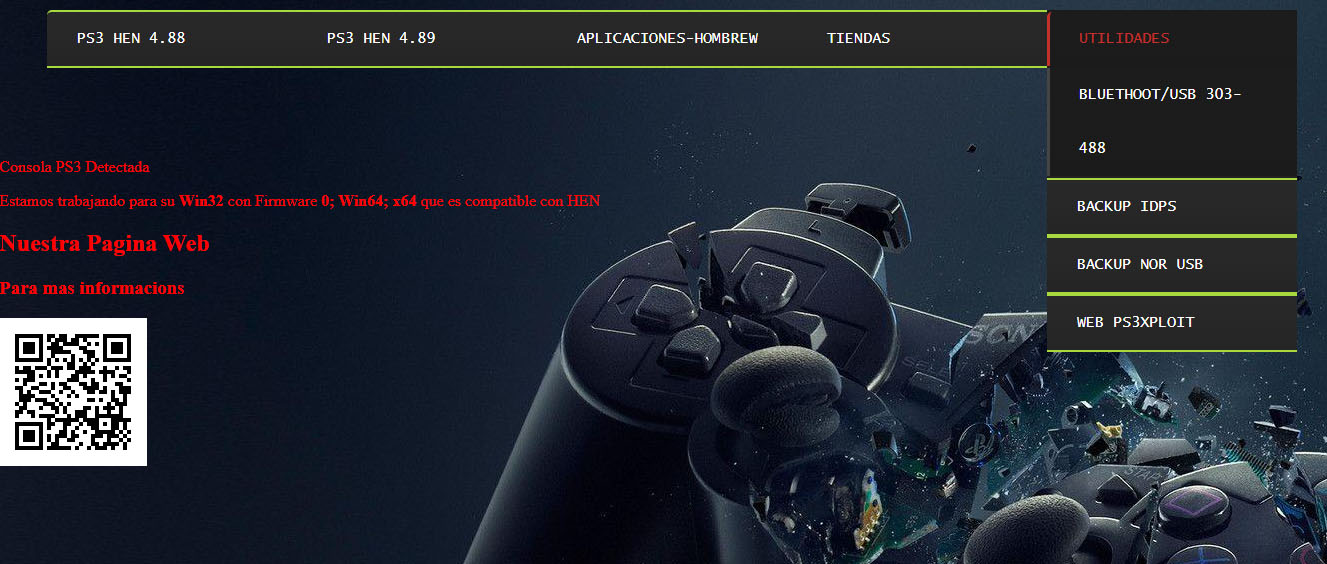 PS3 HEN 4.88
PS3 HEN 4.89
APLICACIONES-HOMBREW
TIENDAS
UTILIDADES
BLUETHOOT/USB 303-
488
BACKUP IDPS
BACKUP NOR USB
WEB PS3XPLOIT
Consola PS3 Detectada
Estamos trabajando para su Win32 con Firmware 0; Win64; x64 que es compatible con HEN
Nuestra Pagina Web
Para mas informacions
SONY